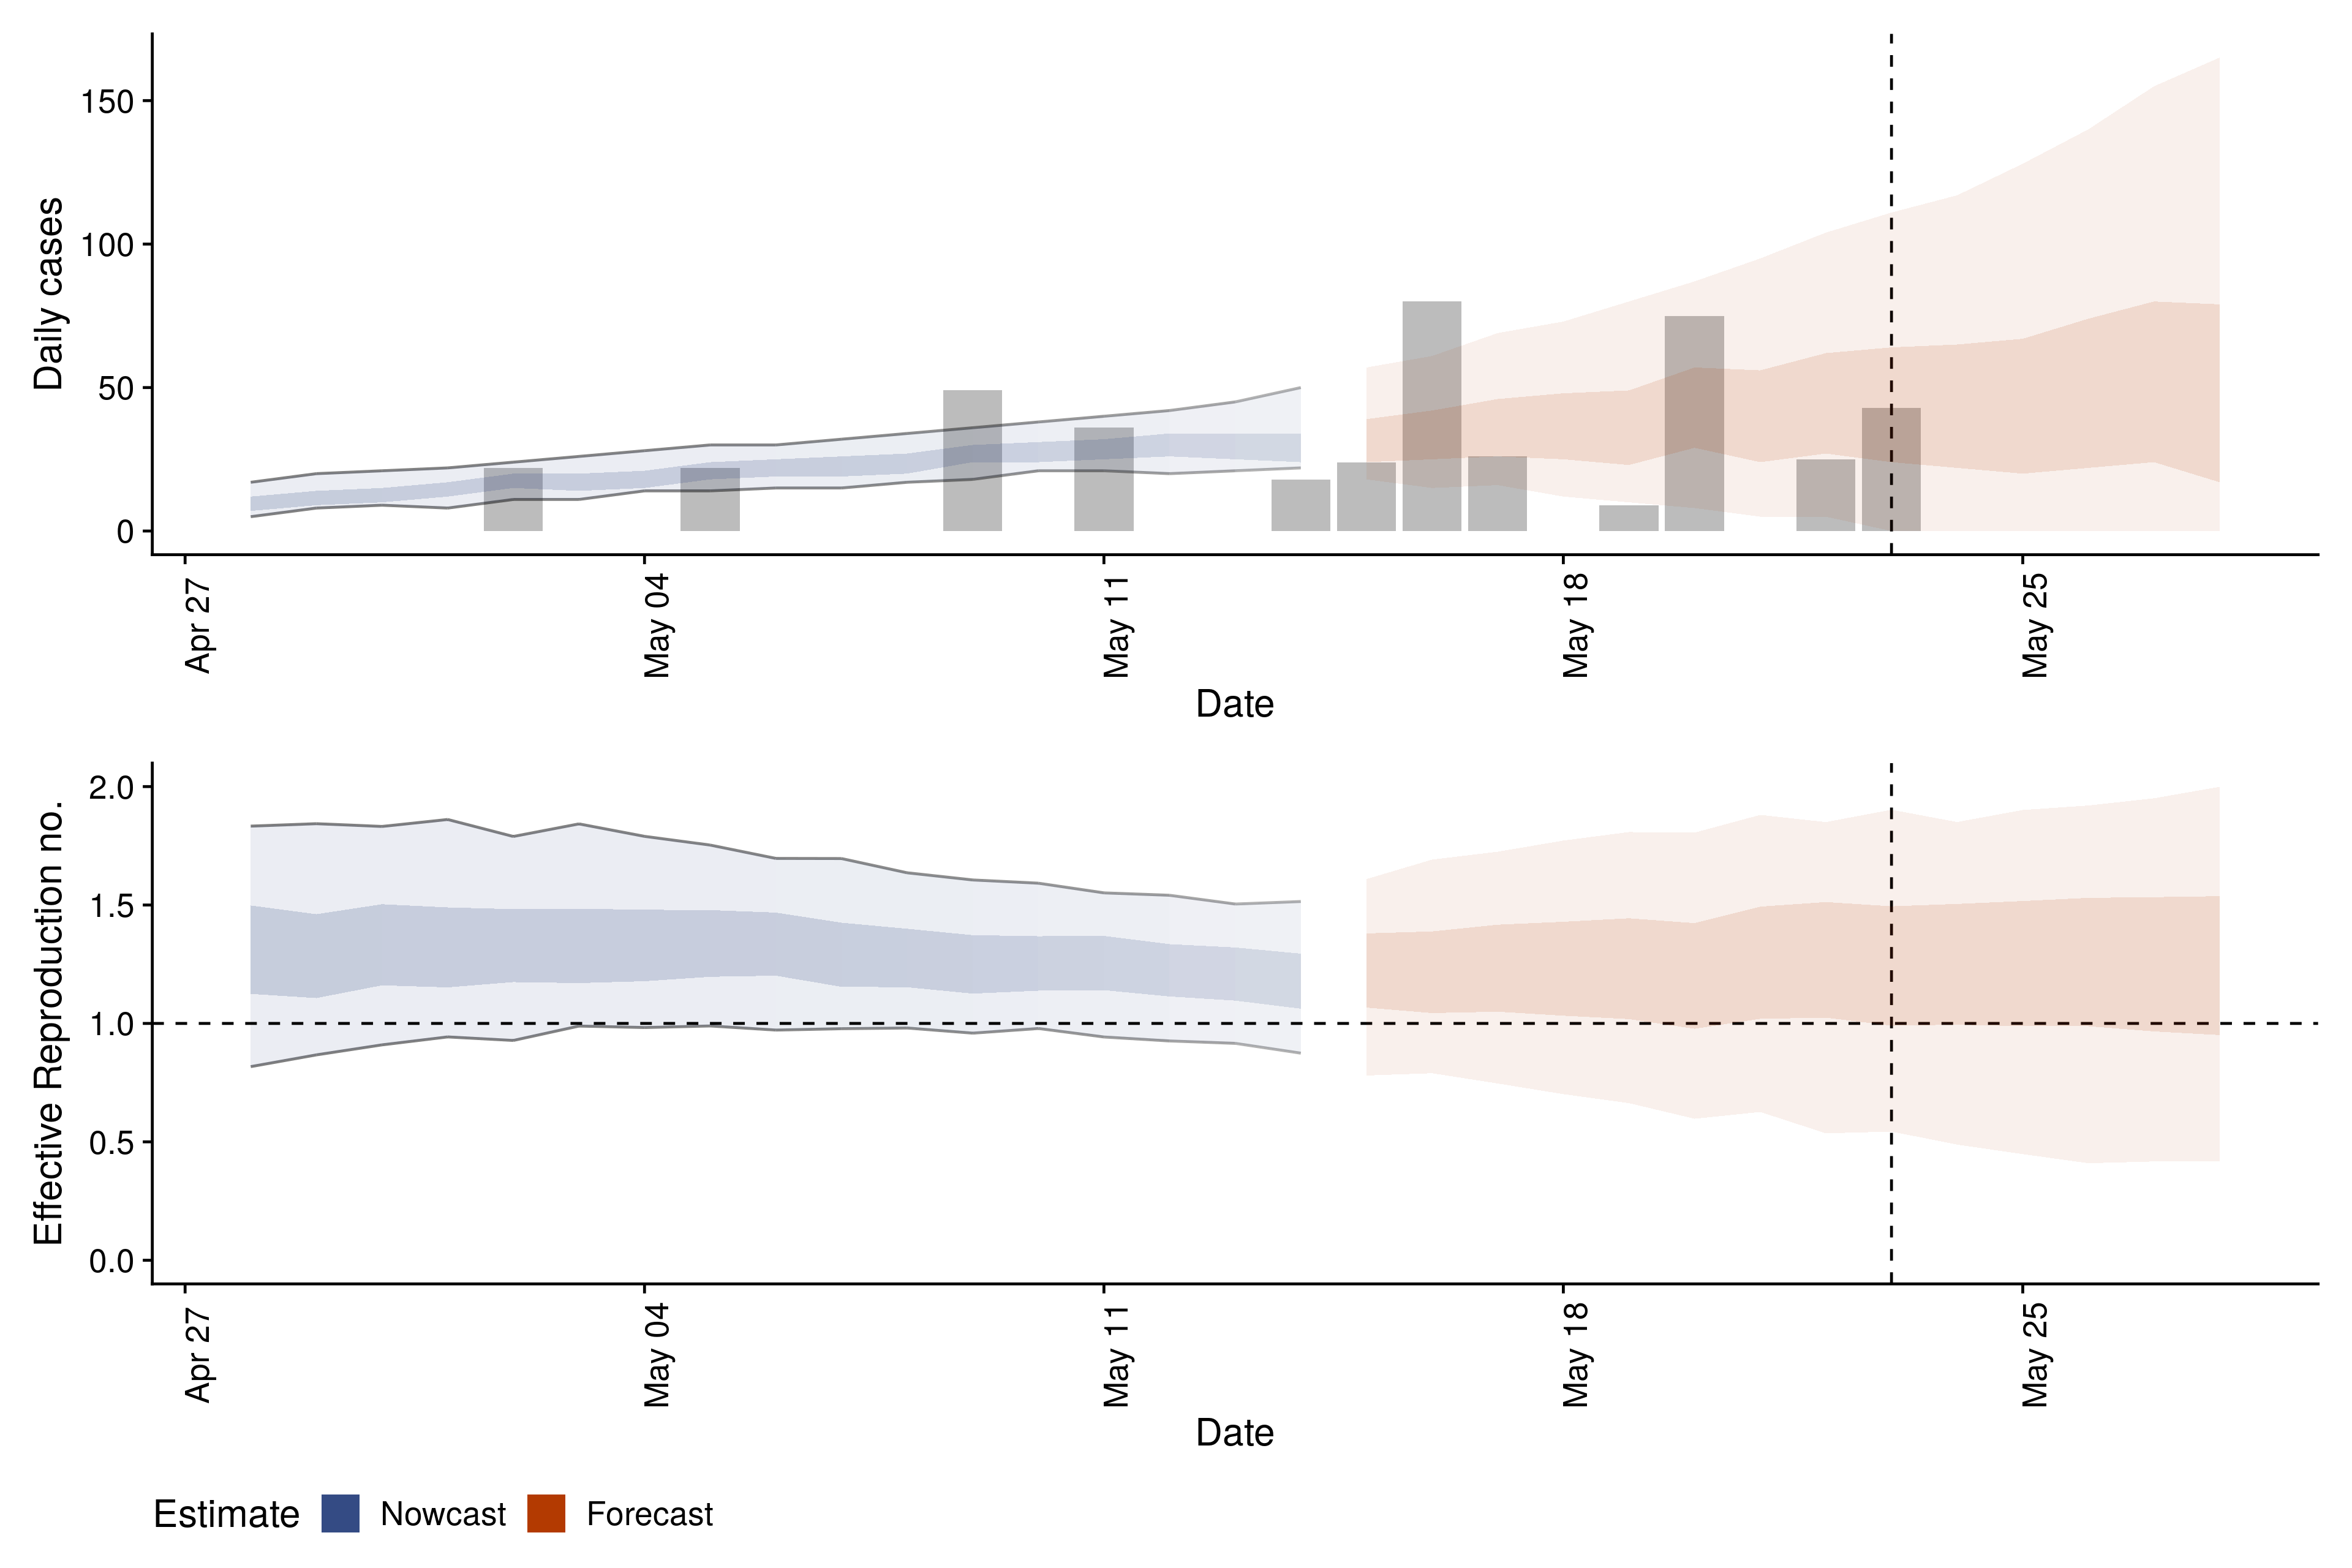 Daily cases
150
100
50
0
Apr 27
May 04
May 11
May 18
May 25
Date
Effective Reproduction no.
2.0
1.5
1.0
0.5
0.0
Apr 27
May 04
May 11
May 18
May 25
Date
Estimate Nowcast Forecast